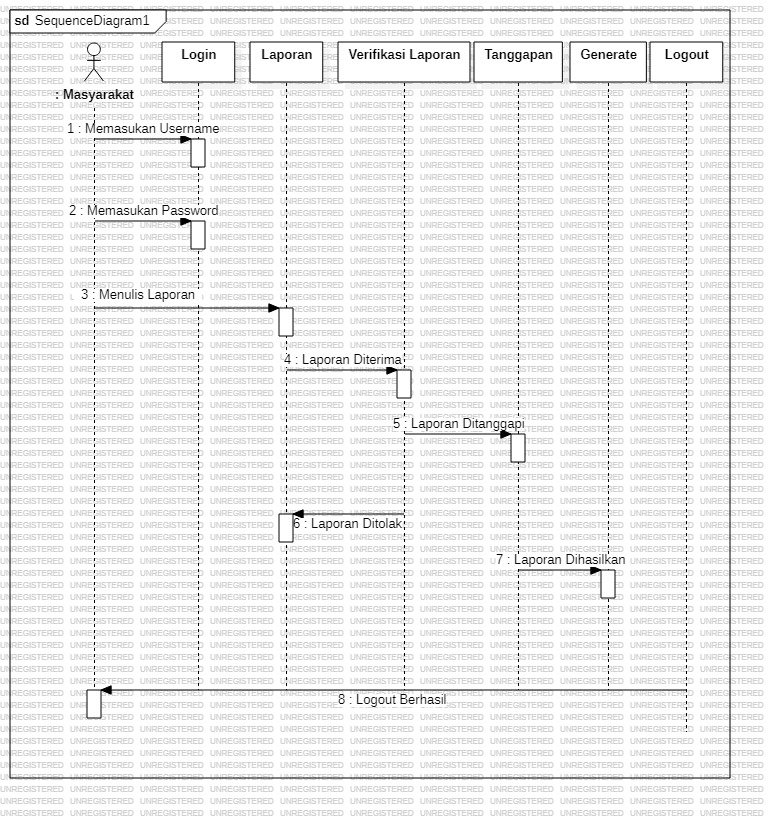 sd SequenceDiagram1
Login
Laporan
Verifikasi Laporan
Tanggapan
Generate
Logout
: Masyarakat
1 : Memasukan Username
2 : Memasukan Password
3 : Menulis Laporan
4 : Laporan Diterima
5 : Laporan Ditanggapi
6 : Laporan Ditolak
7 : Laporan Dihasilkan
8 : Logout Berhasil
UNREGISTERED